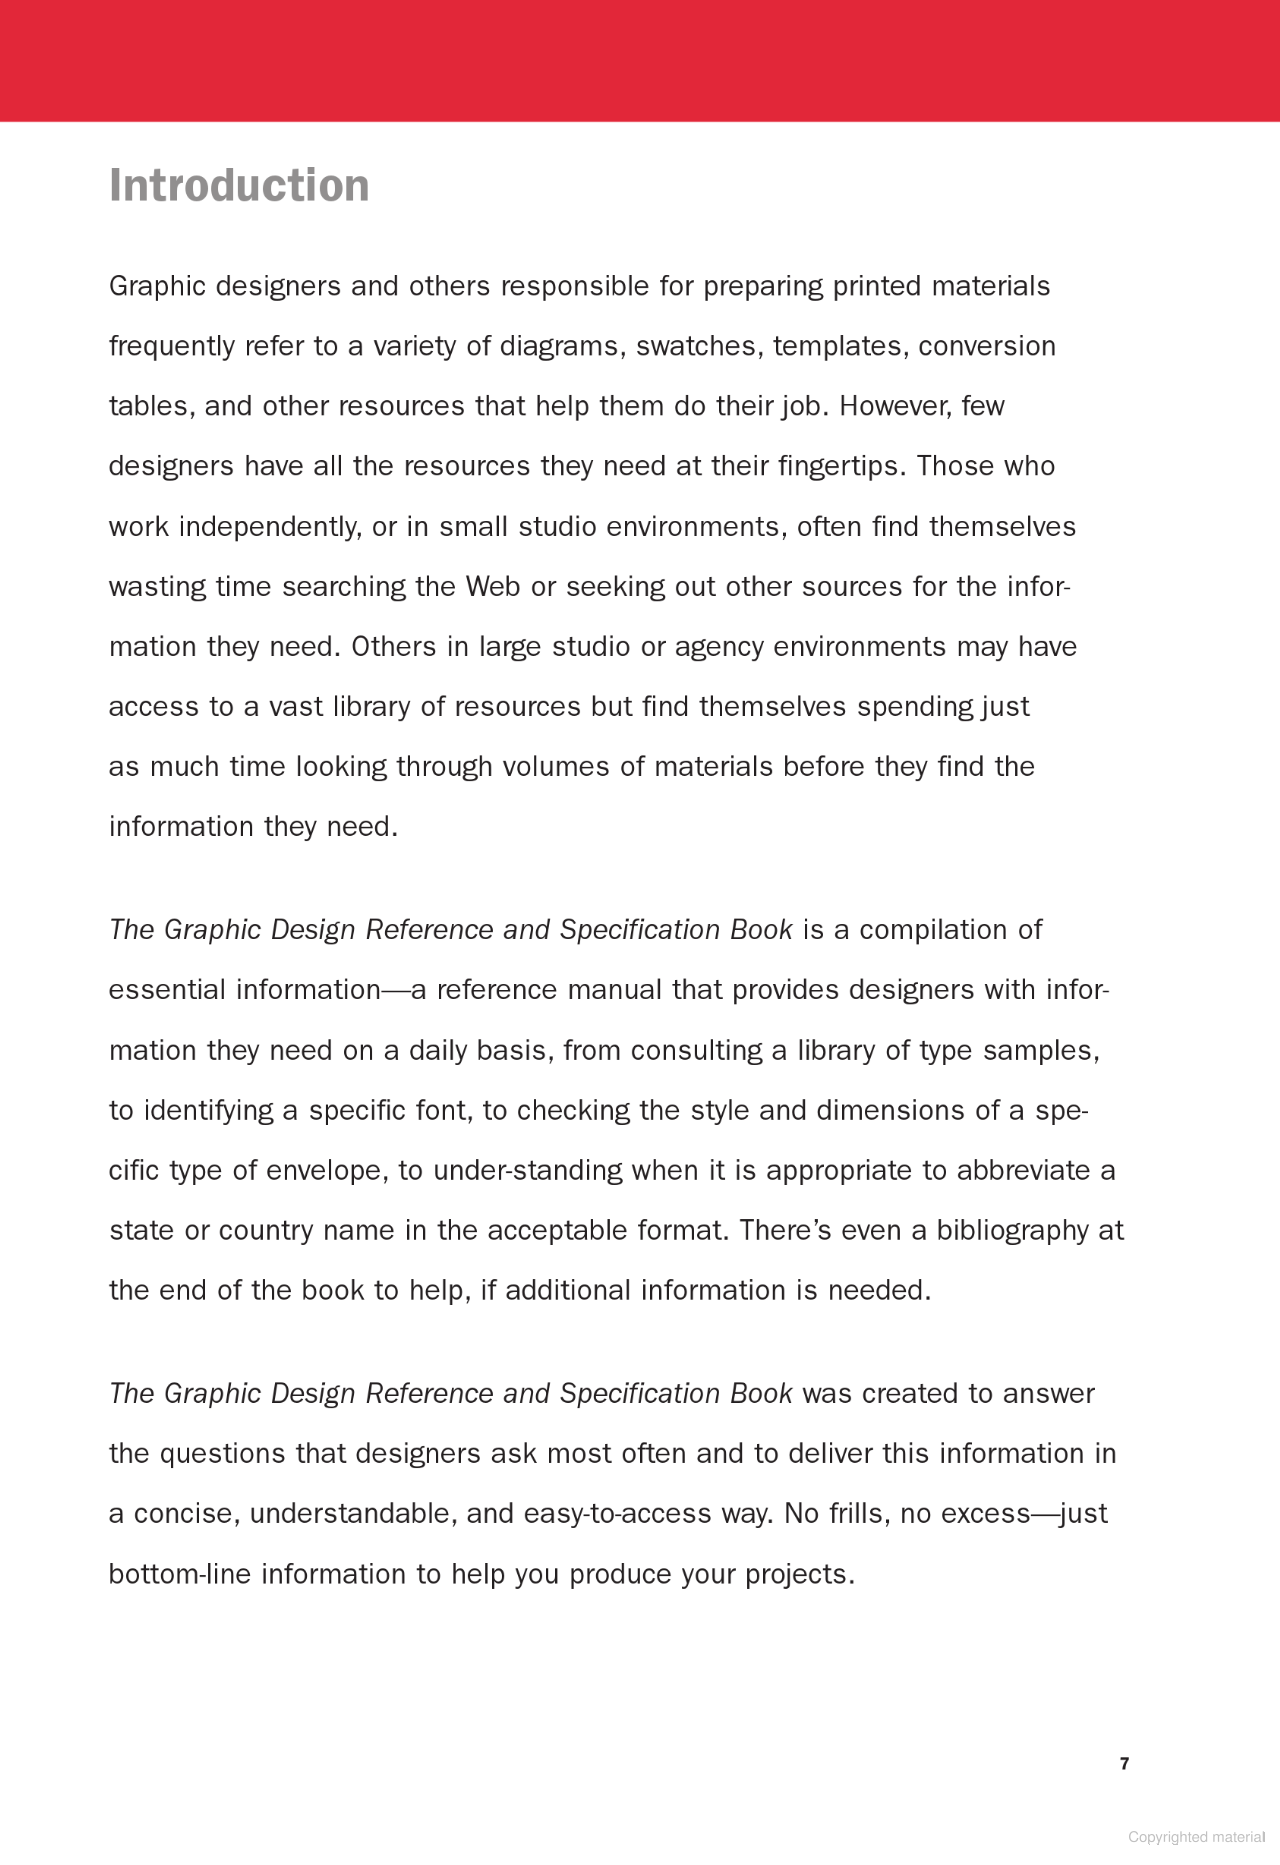 Introduction
Graphic designers and others responsible for preparing printed materials
frequently refer to a variety of diagrams, swatches, templates, conversion
tables, and other resources that help them do their job. However, few
designers have all the resources they need at their fingertips. Those who
work independently, or in small studio environments, often find themselves
wasting time searching the Web or seeking out other sources for the infor-
mation they need. Others in large studio or agency environments may have
access to a vast library of resources but find themselves spending just
as much time looking through volumes of materials before they find the
information they need.
The Graphic Design Reference and Specification Book is a compilation of
essential information—a reference manual that provides designers with infor-
mation they need on a daily basis, from consulting a library of type samples,
to identifying a specific font, to checking the style and dimensions of a spe-
cific type of envelope, to under-standing when it is appropriate to abbreviate a
state or country name in the acceptable format. There’s even a bibliography at
the end of the book to help, if additional information is needed.
The Graphic Design Reference and Specification Book was created to answer
the questions that designers ask most often and to deliver this information in
a concise, understandable, and easy-to-access way. No frills, no excess—just
bottom-line information to help you produce your projects.
7
Copyrighted material